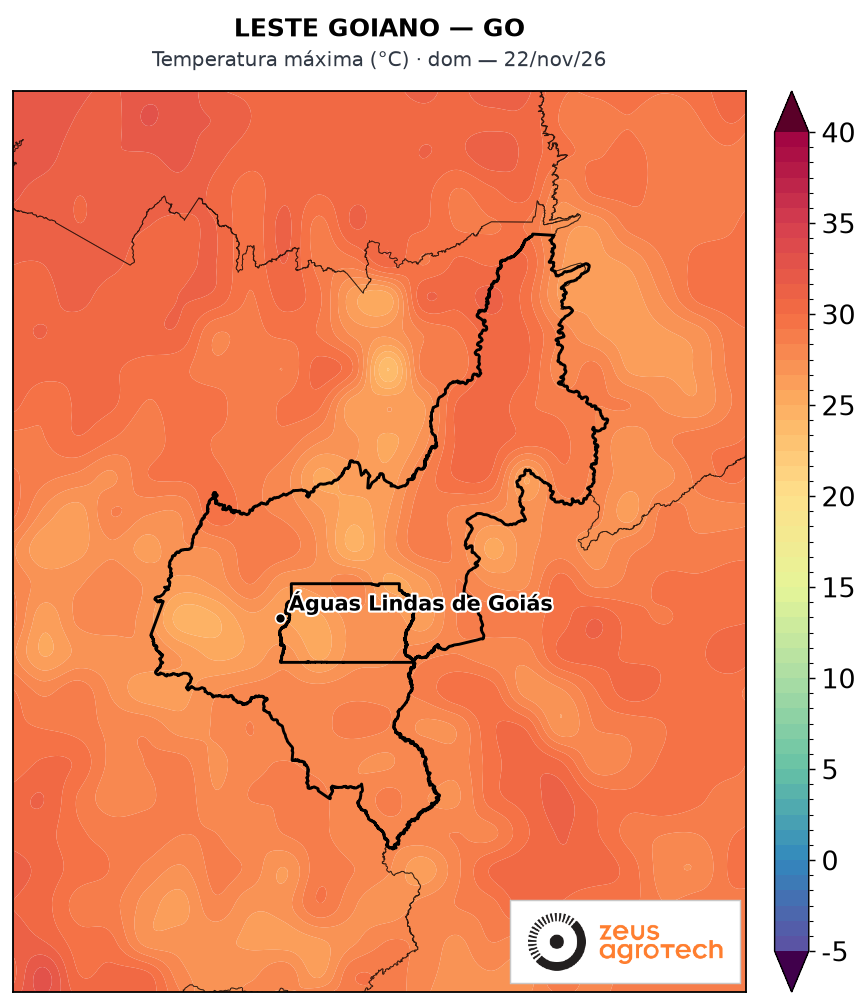 LESTE GOIANO — GO
Temperatura máxima (°C) · dom — 22/nov/26
40
35
30
25
20
15
10
5
0
-5
Águas Lindas de Goiás
zeus
agrotech